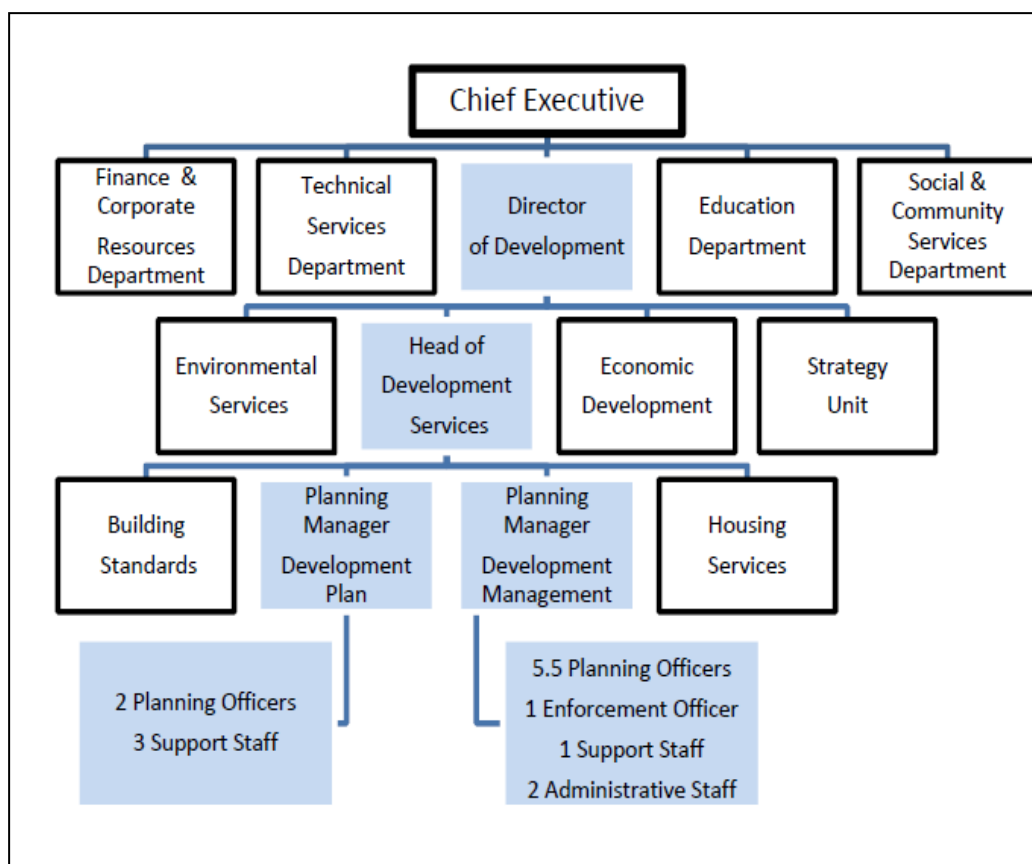 Chief Executive
Finance & Corporate
Resources Department
Technical
Services
Department
Director
of Development
Education
Department
Social &
Community
Services
Department
Environmental
Services
Head of
Development
Services
Economic
Development
Strategy
Unit
Building
Standards
Planning
Manager
Development
Plan
Planning
Manager
Development
Management
Housing
Services
2 Planning Officers
3 Support Staff
5.5 Planning Officers
1 Enforcement Officer
1 Support Staff
2 Administrative Staff